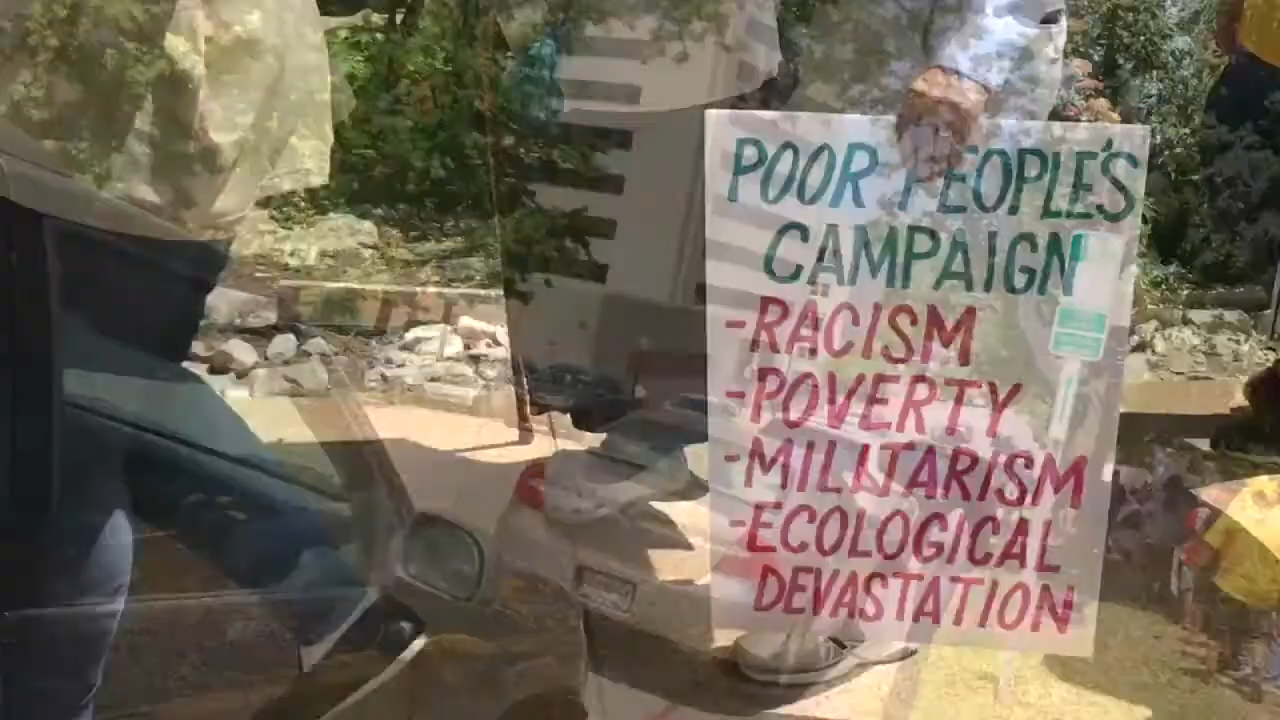 POOR PEOPLE'S
CAMPAIGN
-RACISM
-POVERTY
-MILITARISM
-ECOLOGICAL
DEVASTATION